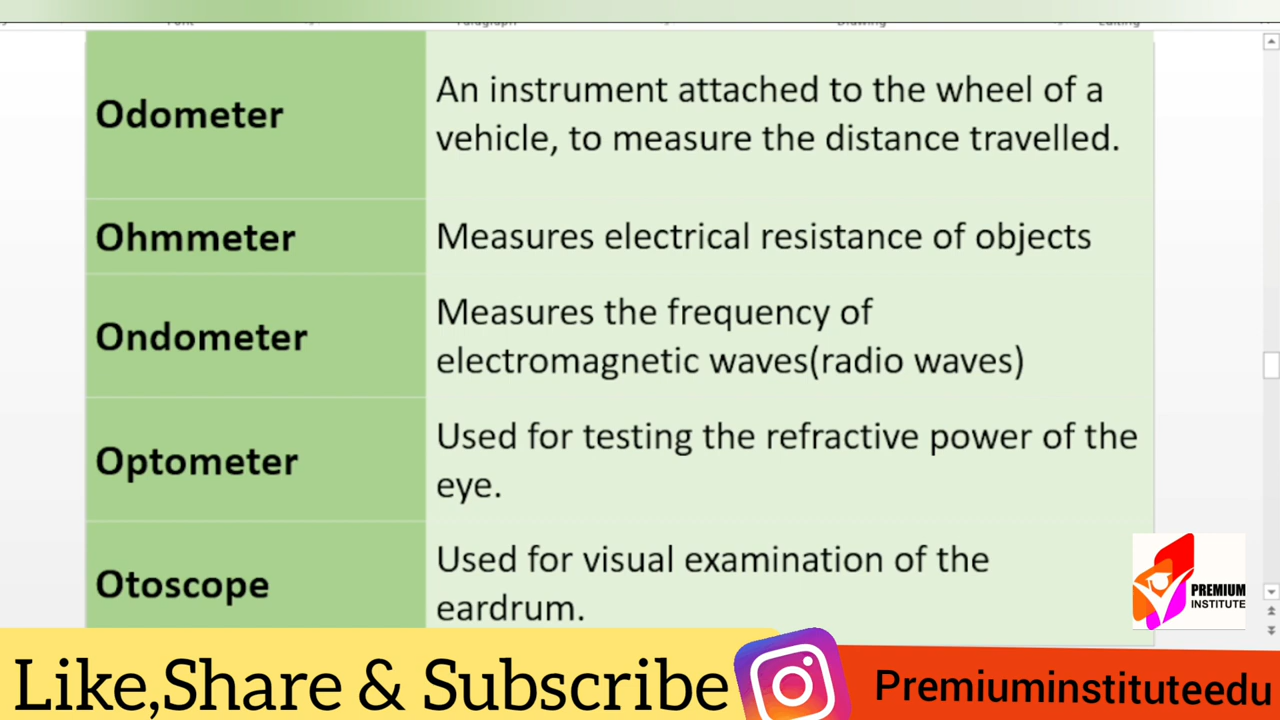 Odometer
An instrument attached to the wheel of a
vehicle, to measure the distance travelled.
Ohmmeter
Measures electrical resistance of objects
Ondometer
Measures the frequency of
electromagnetic waves(radio waves)
Optometer
Used for testing the refractive power of the
eye.
Otoscope
Used for visual examination of the
eardrum.
PREMIUM
INSTITUTE
Like,Share & Subscribe
Premiuminstituteedu